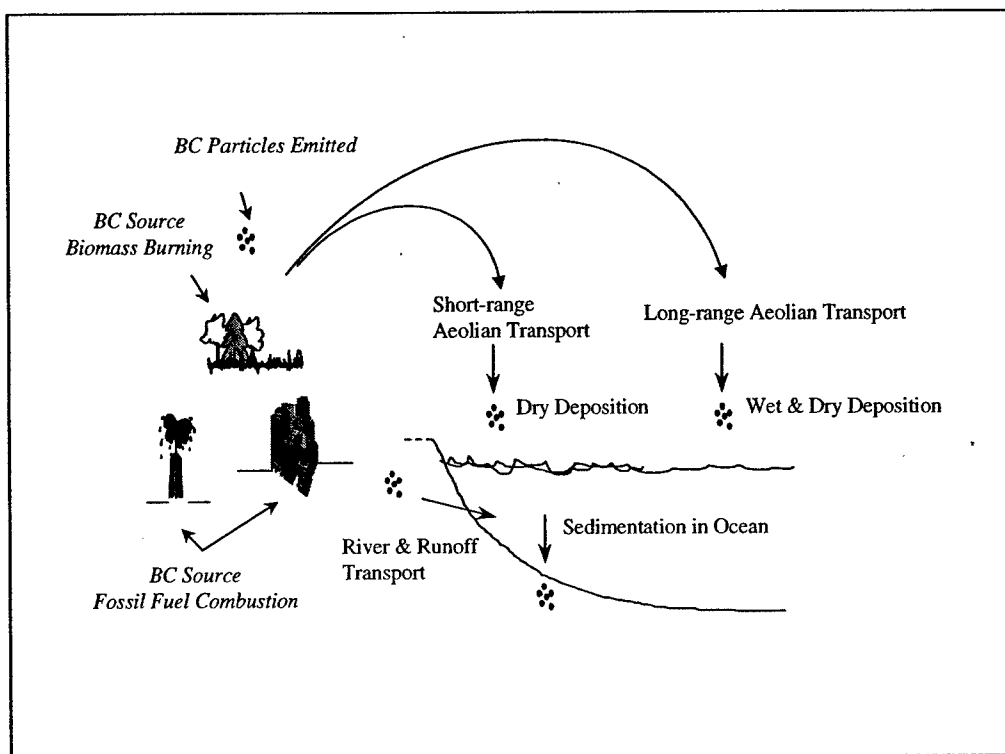 BC Particles Emitted
BC Source
Biomass Burning
Short-range
Aeolian Transport
Long-range Aeolian Transport
Dry Deposition
Wet & Dry Deposition
River & Runoff
Transport
Sedimentation in Ocean
BC Source
Fossil Fuel Combustion